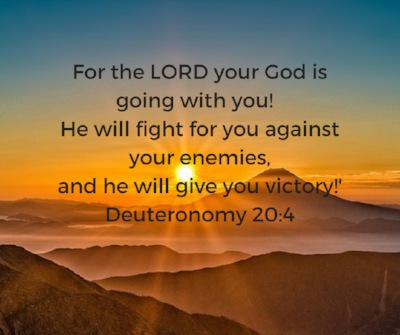 For the LORD your God is
going with you!
He will fight for you against
your enemies,
and he will give you victory!'
Deuteronomy 20:4